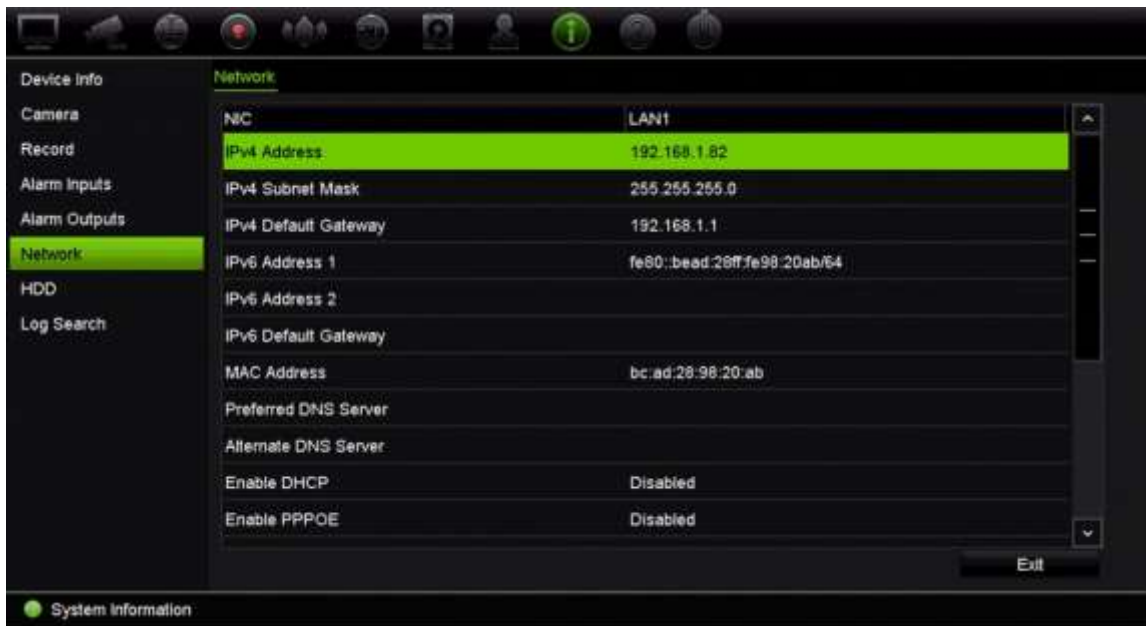 Device Info
Network
Camera
NIC LAN1
Record
IPv4 Address 192.168.1.82
Alarm Inputs
IPv4 Subnet Mask 255.255.255.0
Alarm Outputs
IPv4 Default Gateway 192.168.1.1
Network
IPv6 Address 1 fe80::bead:28ff:fe98:20ab/64
HDD
IPv6 Address 2
Log Search
IPv6 Default Gateway
MAC Address bc:ad:28:98:20:ab
Preferred DNS Server
Alternate DNS Server
Enable DHCP Disabled
Enable PPPOE Disabled
Exit
System Information